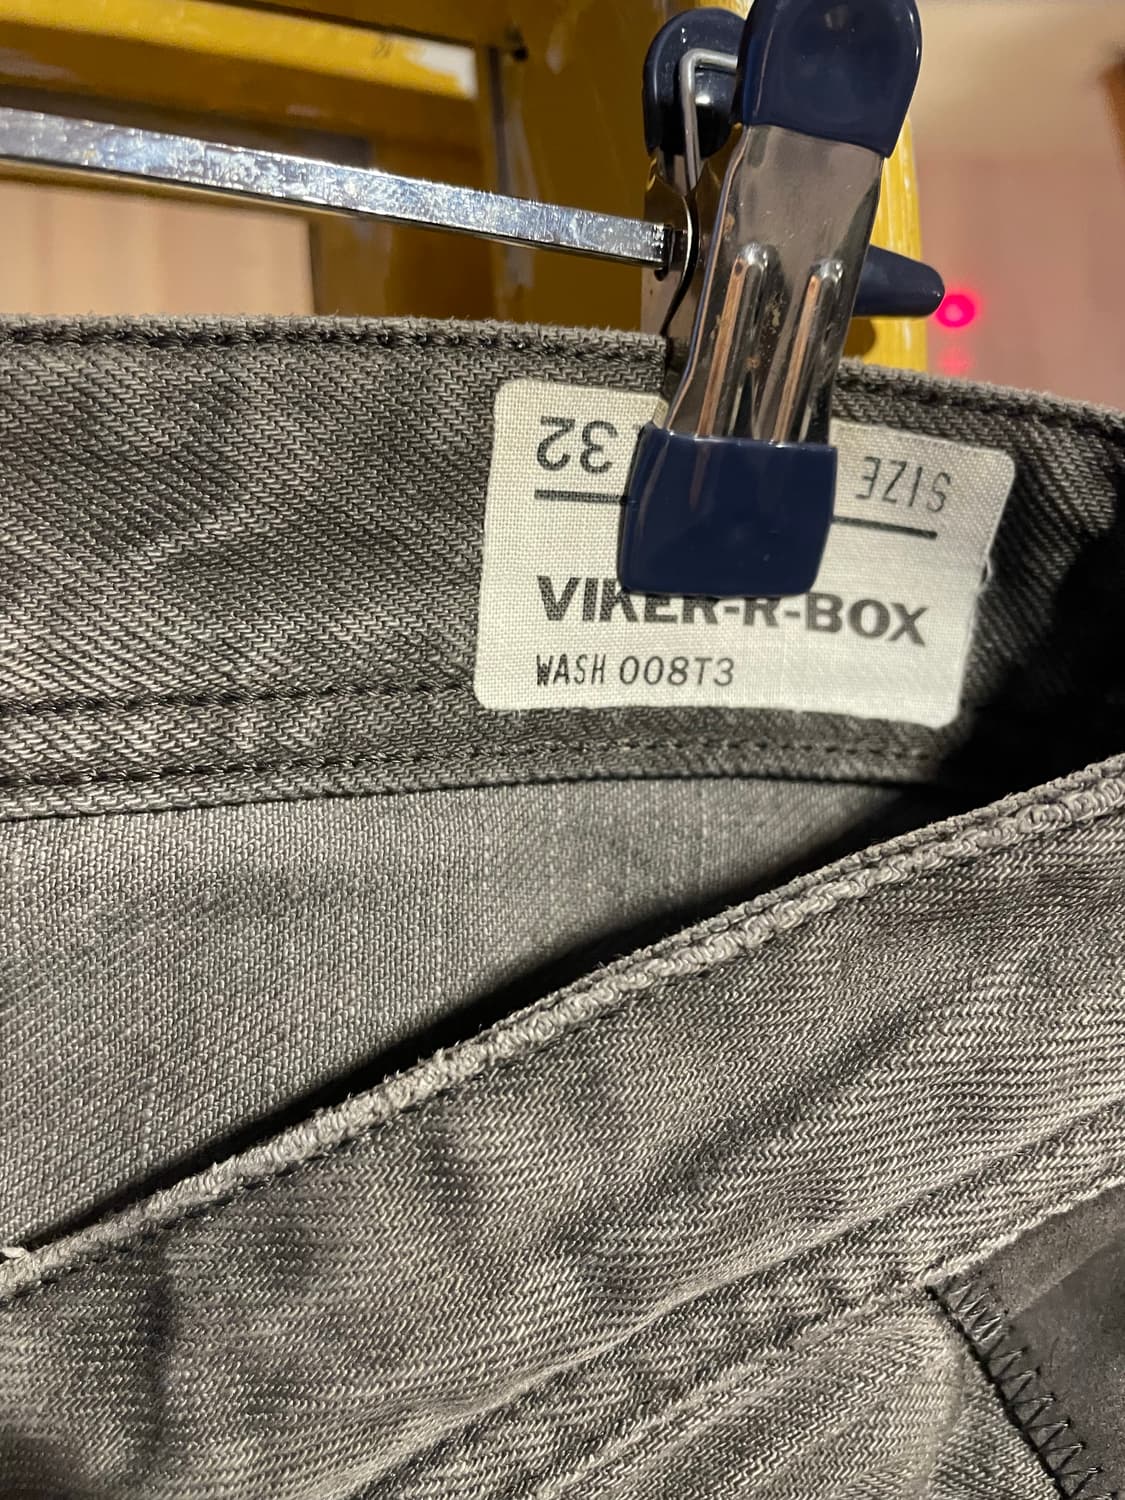 SIZE
32
VIKER-R-BOX
WASH 008T3